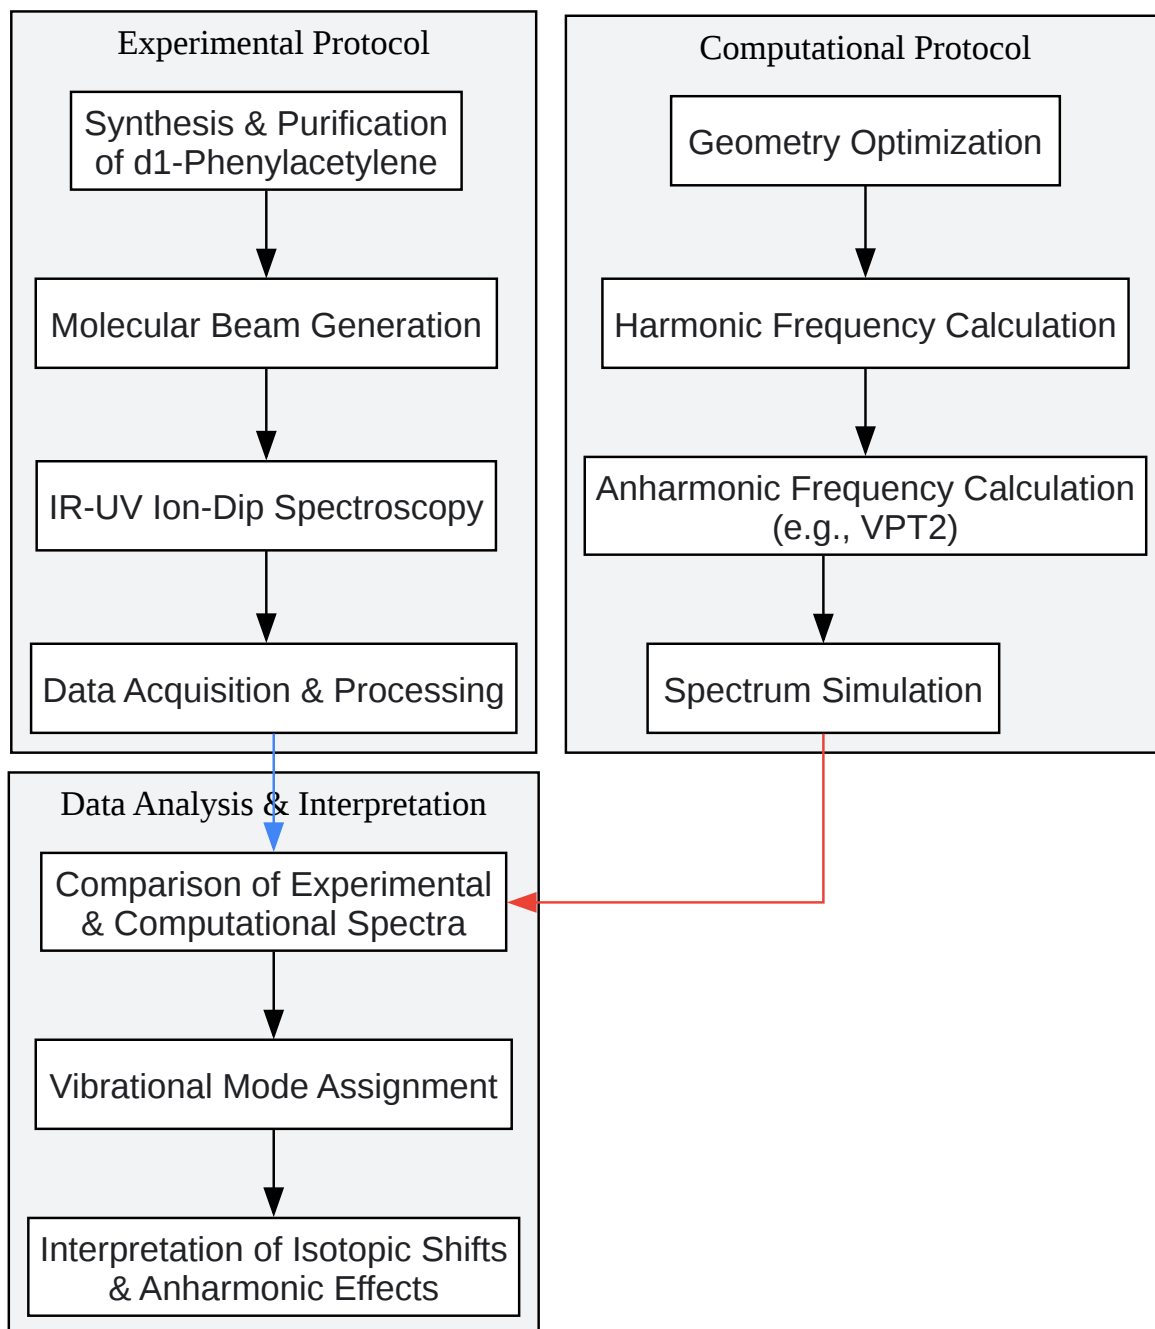 Experimental Protocol
Synthesis & Purification
of d1-Phenylacetylene
Molecular Beam Generation
IR-UV Ion-Dip Spectroscopy
Data Acquisition & Processing
Computational Protocol
Geometry Optimization
Harmonic Frequency Calculation
Anharmonic Frequency Calculation
(e.g., VPT2)
Spectrum Simulation
Data Analysis & Interpretation
Comparison of Experimental
& Computational Spectra
Vibrational Mode Assignment
Interpretation of Isotopic Shifts
& Anharmonic Effects